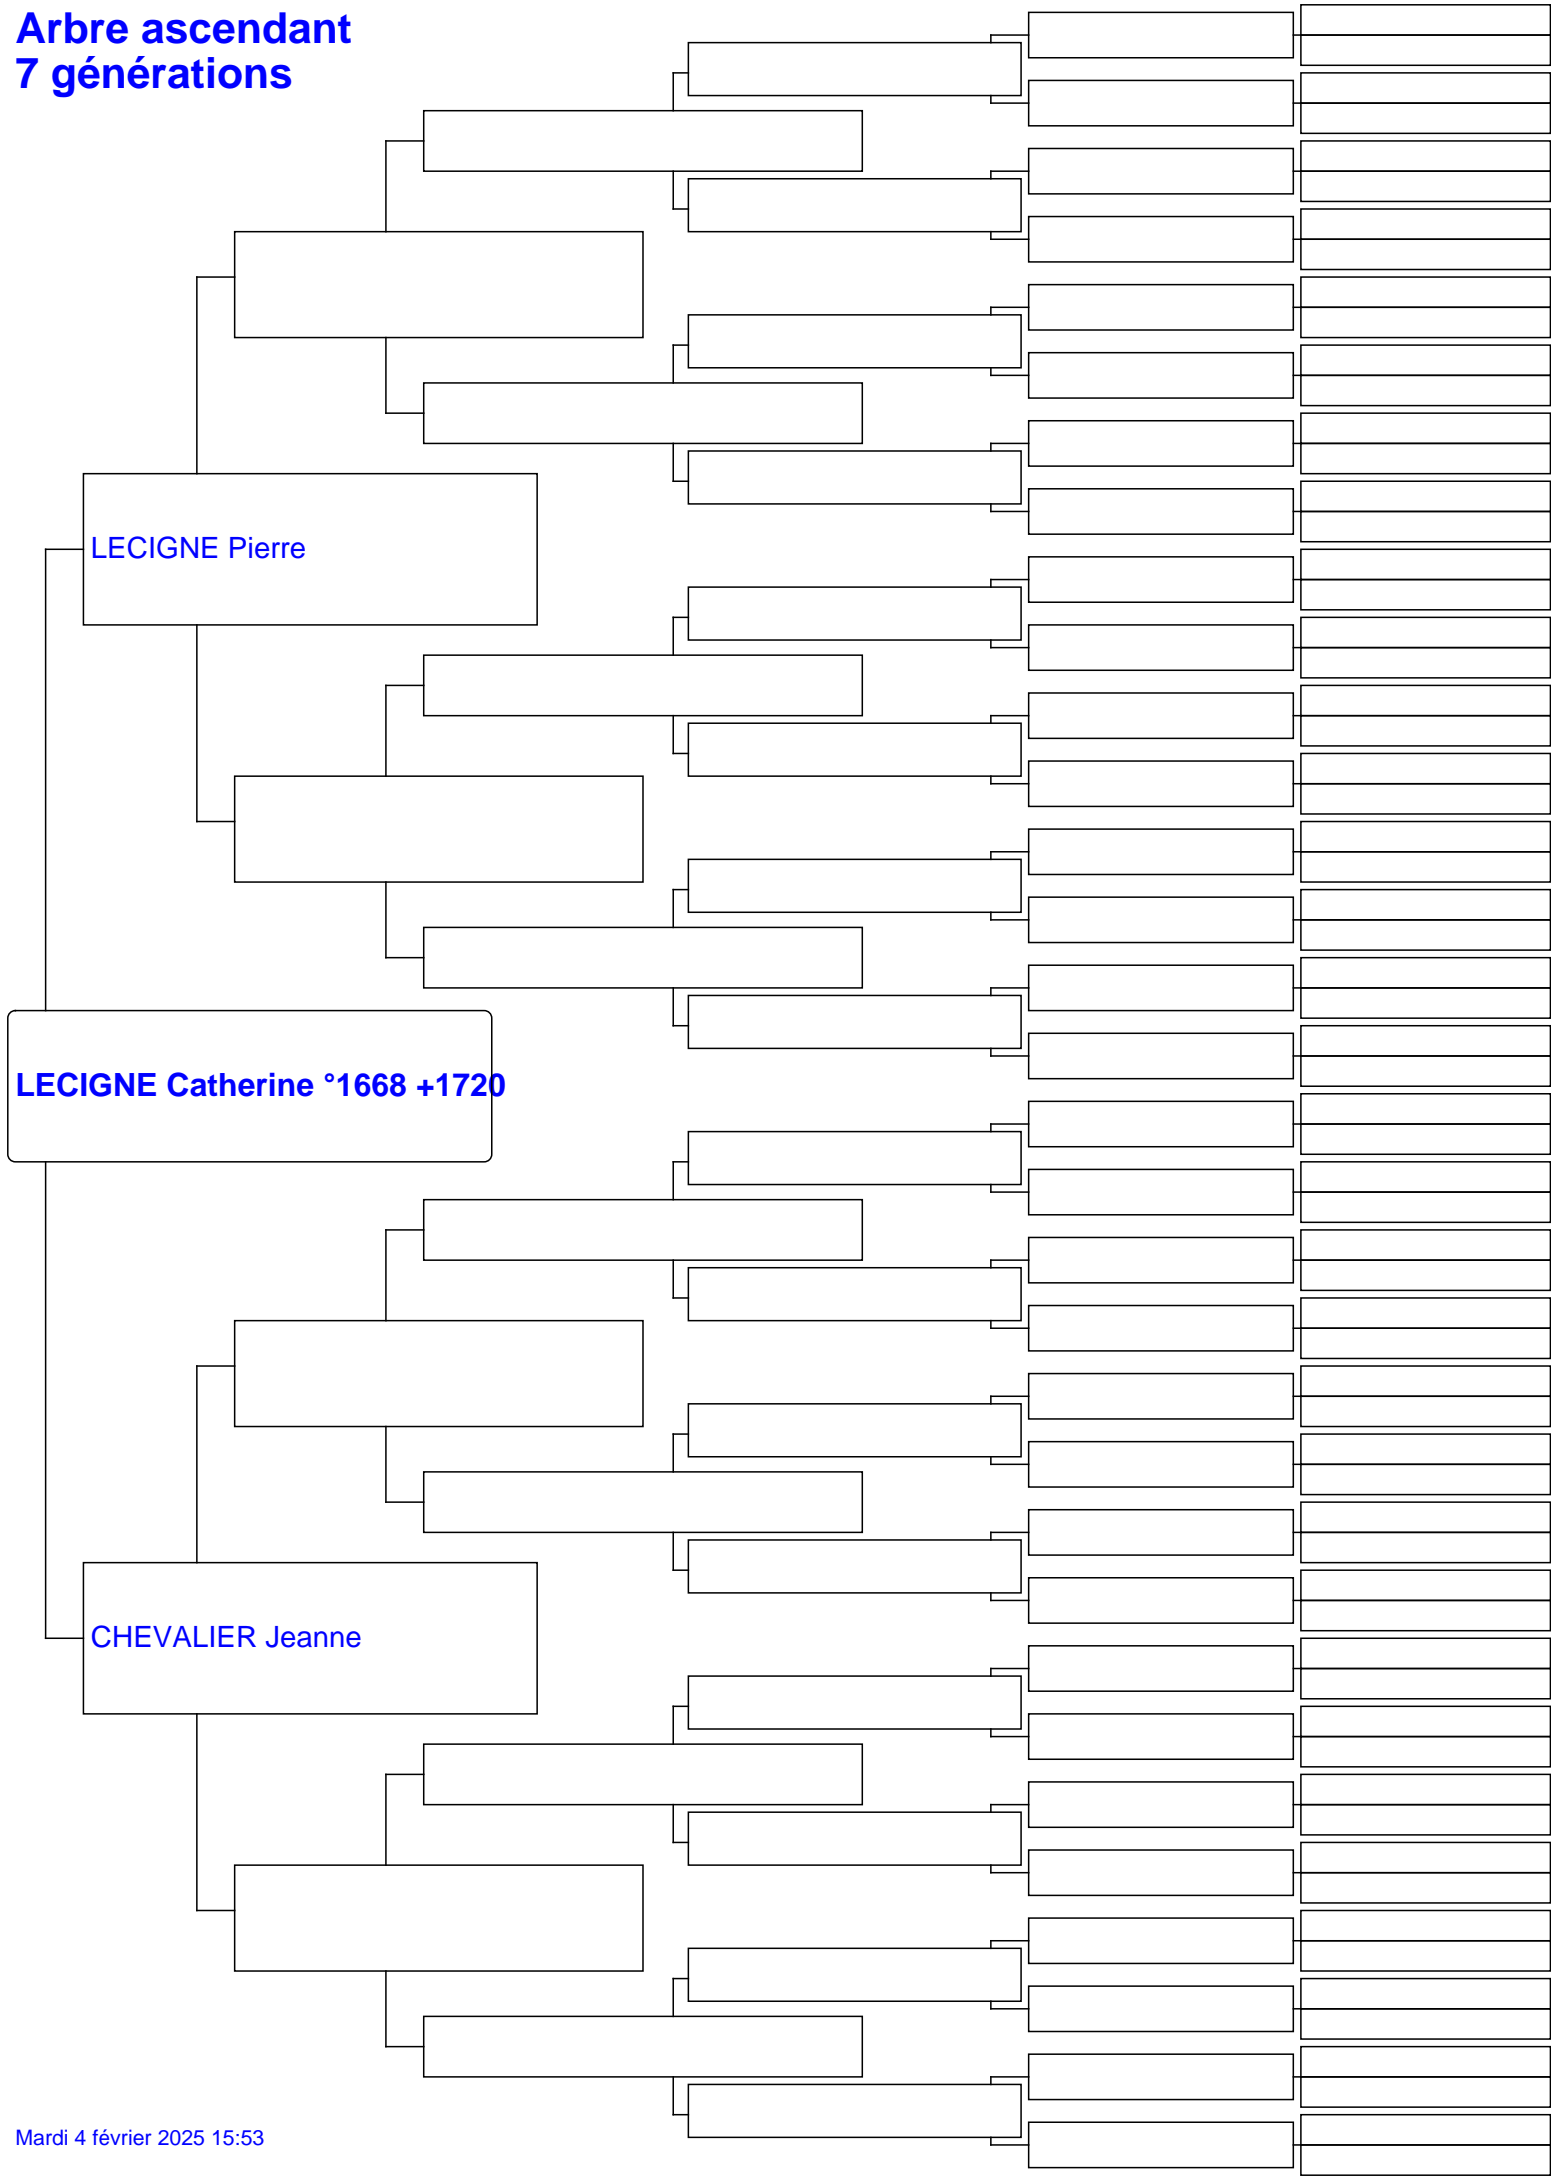 Arbre ascendant
7 générations
LECIGNE Pierre
LECIGNE Catherine °1668 +1720
CHEVALIER Jeanne
Mardi 4 février 2025 15:53